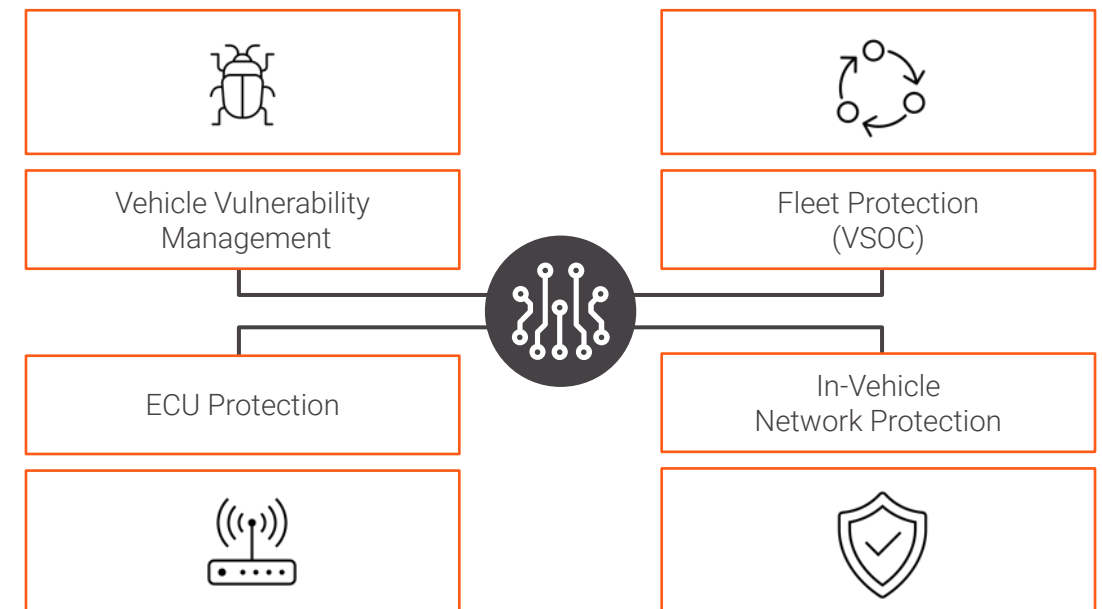 Vehicle Vulnerability
Management
Fleet Protection
(VSOC)
ECU Protection
In-Vehicle
Network Protection